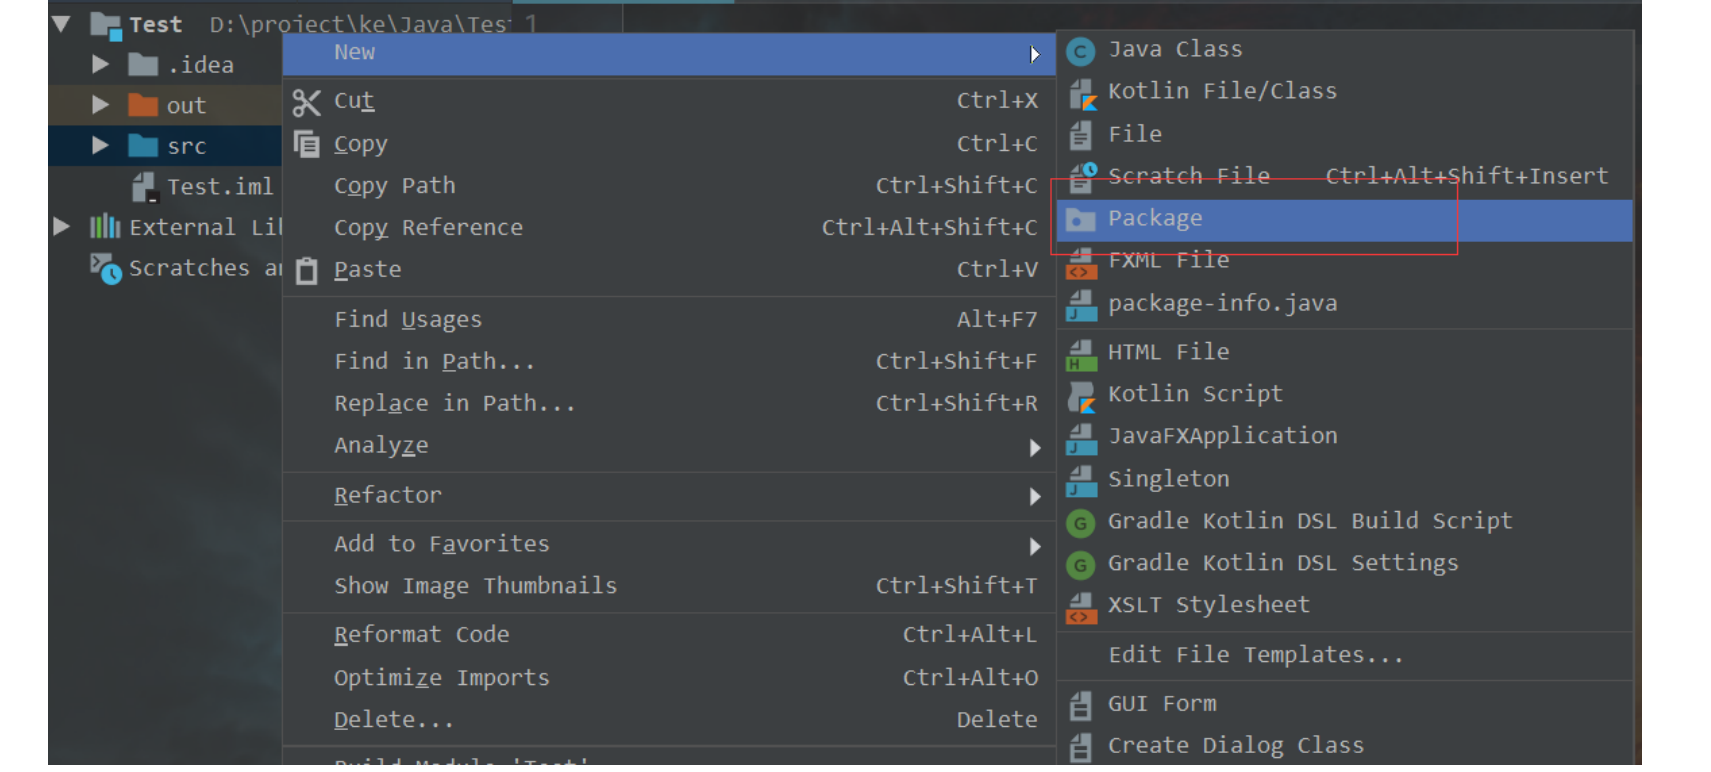 Test D:\project\ke\Java\Tes 1
.idea
out
src
Test.iml
External Li
Scratches a
New
Cut Ctrl+X
Copy Ctrl+C
Copy Path Ctrl+Shift+C
Copy Reference Ctrl+Alt+Shift+C
Paste Ctrl+V
Find Usages Alt+F7
Find in Path... Ctrl+Shift+F
Replace in Path... Ctrl+Shift+R
Analyze
Refactor
Add to Favorites
Show Image Thumbnails Ctrl+Shift+T
Reformat Code Ctrl+Alt+L
Optimize Imports Ctrl+Alt+O
Delete... Delete
Build Module 'Test'
Java Class
Kotlin File/Class
File
Scratch File Ctrl+Alt+Shift+Insert
Package
FXML File
package-info.java
HTML File
Kotlin Script
JavaFXApplication
Singleton
Gradle Kotlin DSL Build Script
Gradle Kotlin DSL Settings
XSLT Stylesheet
Edit File Templates...
GUI Form
Create Dialog Class